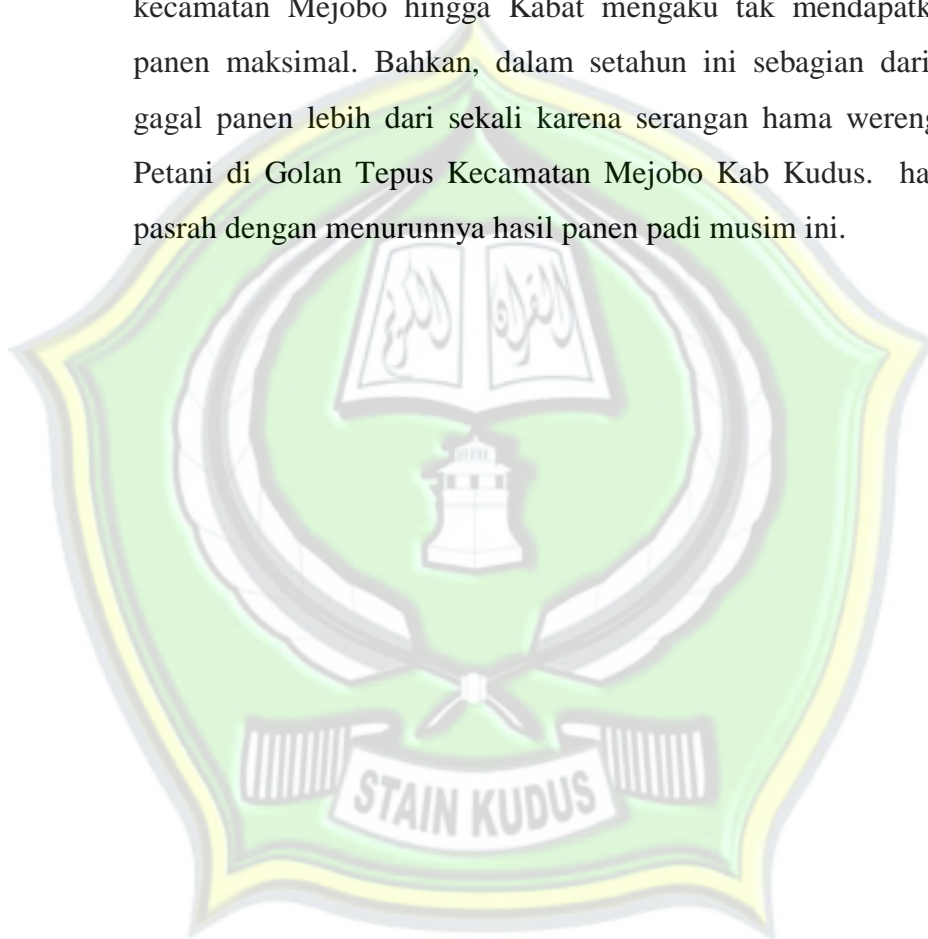 kecamatan Mejobo hingga Kabat mengaku tak mendapatk
panen maksimal. Bahkan, dalam setahun ini sebagian dari
gagal panen lebih dari sekali karena serangan hama wereng
Petani di Golan Tepus Kecamatan Mejobo Kab Kudus. ha
pasrah dengan menurunnya hasil panen padi musim ini.
القرآن
STAIN KUDUS